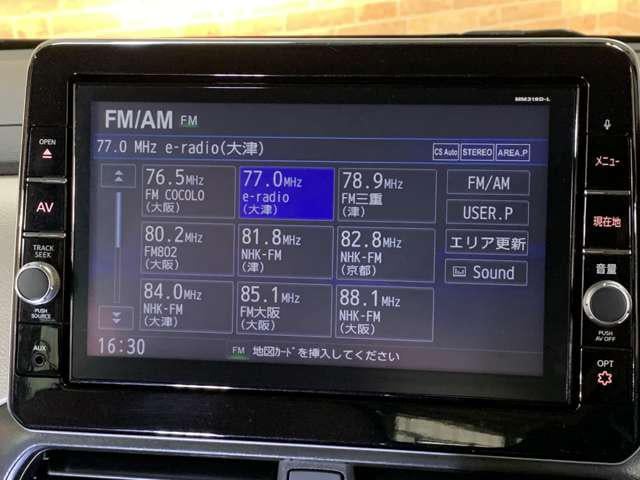 MM319D-L
OPEN
AV
TRACK
SEEK
PUSH
SOURCE
AUX
FM/AM FM
77.0 MHz e-radio(大津)
CS Auto STEREO AREA.P
76.5MHz
FM COCOLO
(大阪)
77.0MHz
e-radio
(大津)
78.9MHz
FM三重
(津)
FM/AM
80.2MHz
FM802
(大阪)
81.8MHz
NHK-FM
(津)
82.8MHz
NHK-FM
(京都)
USER.P
エリア更新
Sound
84.0MHz
NHK-FM
(大津)
85.1MHz
FM大阪
(大阪)
88.1MHz
NHK-FM
(大阪)
16:30
FM 地図ｶｰﾄﾞを挿入してください
メニュー
現在地
音量
PUSH
AV OFF
OPT